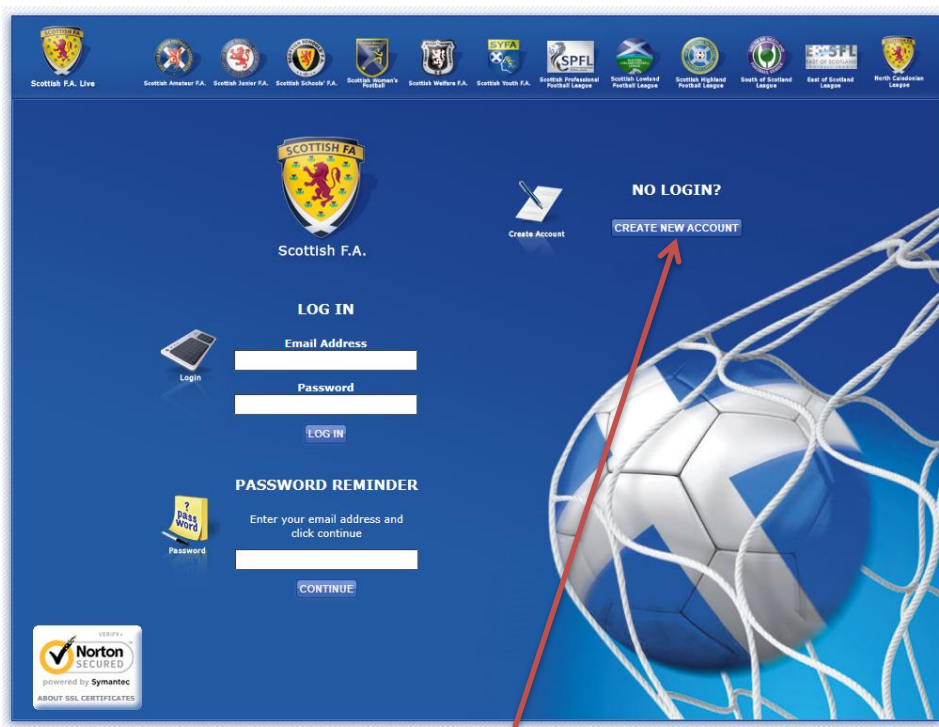 Scottish F.A. Live
Scottish Amateur F.A.
Scottish Junior F.A.
Scottish Schools' F.A.
Scottish Women's
Football
Scottish Welfare F.A.
SYFA
Scottish Youth F.A.
SPFL
Scottish Professional
Football League
Scottish Lowland
Football League
Scottish Highland
Football League
South of Scotland
League
EOSFL
EAST OF SCOTLAND
East of Scotland
League
North Caledonian
League
SCOTTISH FA
Scottish F.A.
Create Account
NO LOGIN?
CREATE NEW ACCOUNT
LOG IN
Login
Email Address
Password
LOG IN
PASSWORD REMINDER
?
pass
word
Password
Enter your email address and
click continue
CONTINUE
VERIFY
Norton
SECURED
powered by Symantec
ABOUT SSL CERTIFICATES